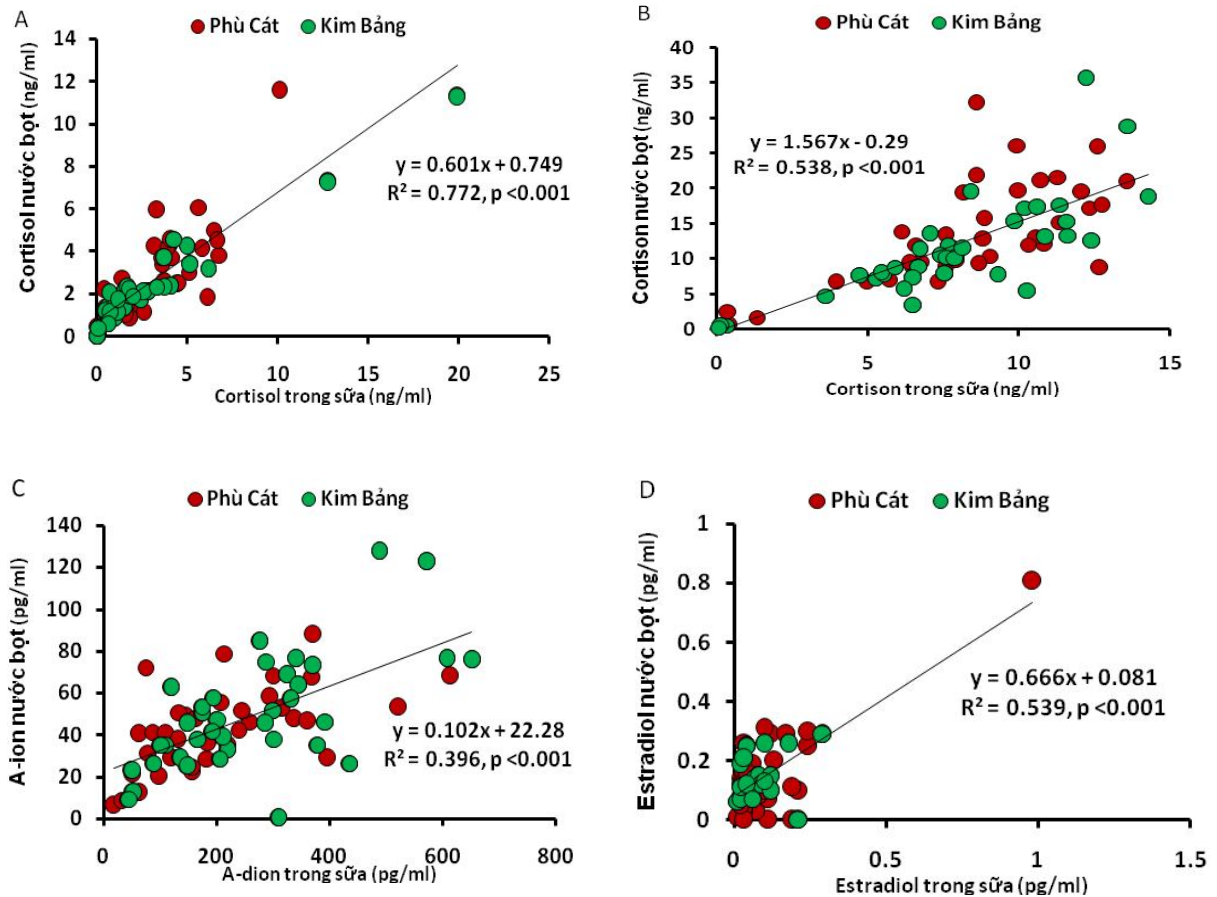 A
Phù Cát Kim Bảng
14
12
10
8
6
4
2
0
Cortisol nước bọt (ng/ml)
y = 0.601x + 0.749
R² = 0.772, p <0.001
0 5 10 15 20 25
Cortisol trong sữa (ng/ml)
B
Phù Cát Kim Bảng
40
35
30
25
20
15
10
5
0
Cortison nước bọt (ng/ml)
y = 1.567x - 0.29
R² = 0.538, p <0.001
0 5 10 15
Cortison trong sữa (ng/ml)
C
Phù Cát Kim Bảng
140
120
100
80
60
40
20
0
A-ion nước bọt (pg/ml)
y = 0.102x + 22.28
R² = 0.396, p <0.001
0 200 400 600 800
A-dion trong sữa (pg/ml)
D
Phù Cát Kim Bảng
1
0.8
0.6
0.4
0.2
0
Estradiol nước bọt (pg/ml)
y = 0.666x + 0.081
R² = 0.539, p <0.001
0 0.5 1 1.5
Estradiol trong sữa (pg/ml)